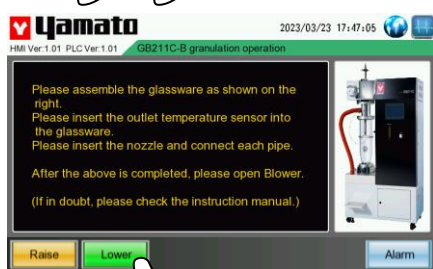 Yamato
2023/03/23 17:47:05
HMI Ver:1.01 PLC Ver:1.01 GB211C-B granulation operation
Please assemble the glassware as shown on the
right.
Please insert the outlet temperature sensor into
the glassware.
Please insert the nozzle and connect each pipe.
After the above is completed, please open Blower.
(If in doubt, please check the instruction manual.)
Raise Lower Alarm